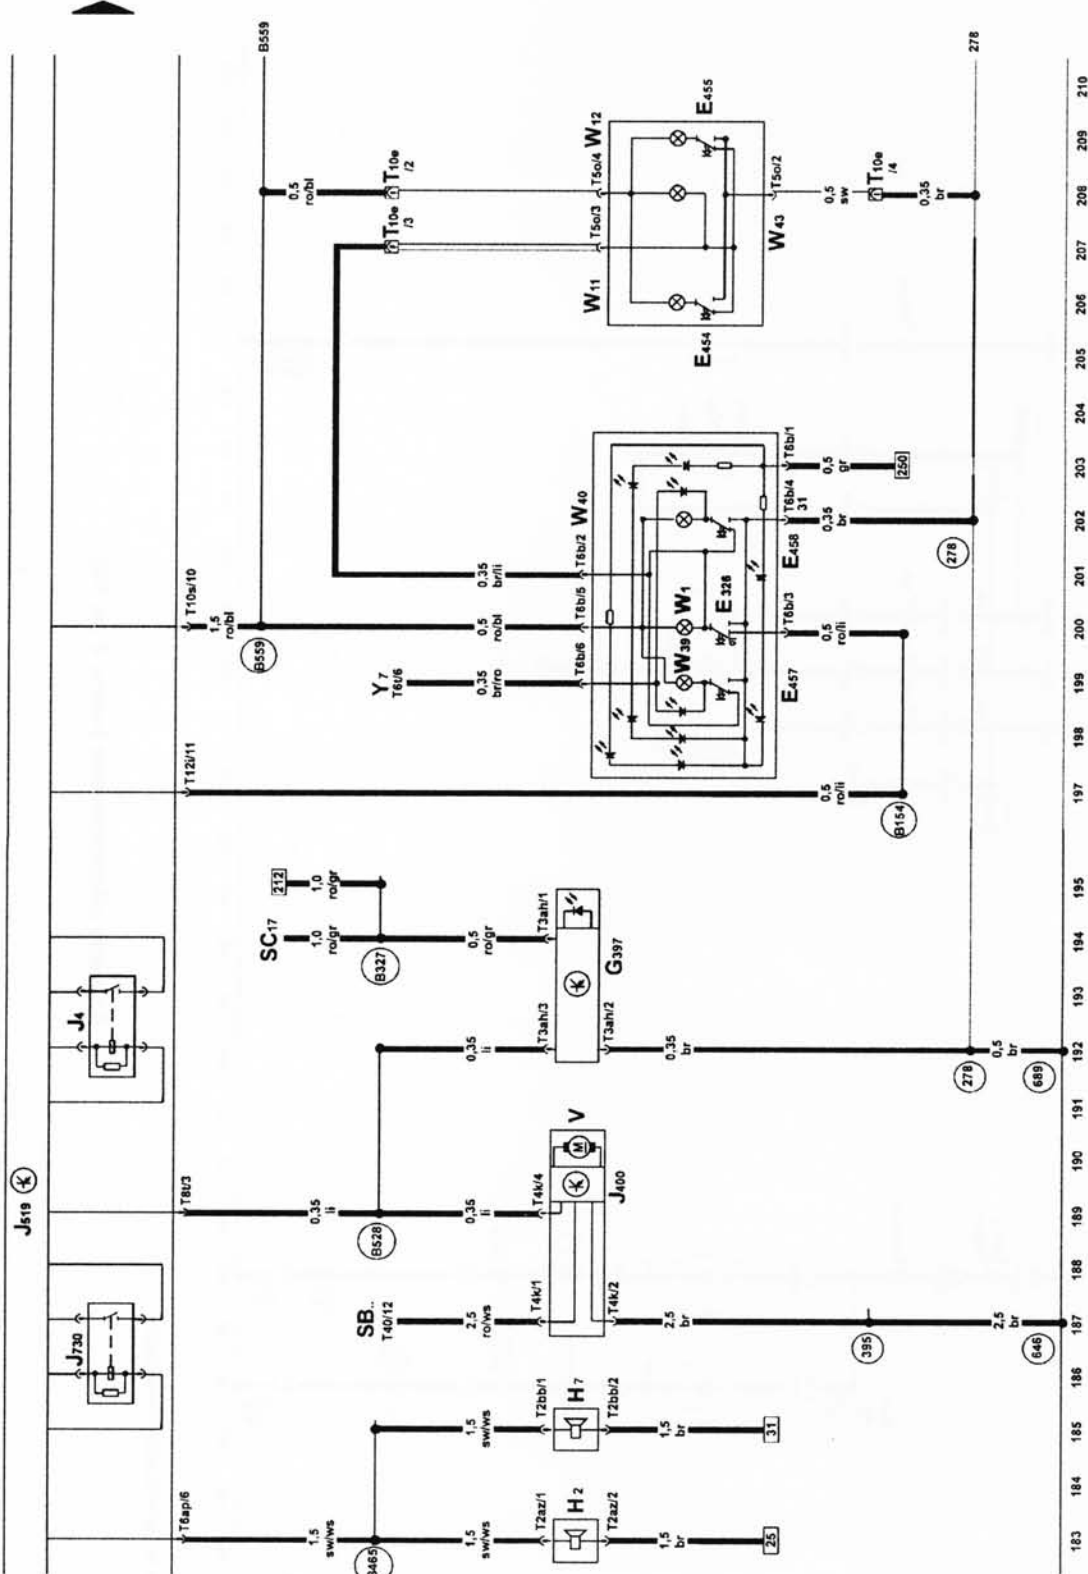 J519 K
J730
J4
T6ap/6
T8t/3
T12i/11
T10s/10
B559
B559
1,5
ro/bl
SC17
212
1,0
ro/gr
1,0
ro/gr
0,5
ro/bl
1,5
sw/ws
0,35
li
B465
SB..
T40/12
B528
B327
Y7
T6t/6
T10e
/3
T10e
/2
1,5
sw/ws
1,5
sw/ws
2,5
ro/ws
0,35
li
0,35
li
0,5
ro/gr
0,35
br/ro
0,5
ro/bl
0,35
br/li
T2az/1
T2bb/1
T4k/1
T4k/4
T3ah/3
T3ah/1
T6b/6
T6b/5
T6b/2
W40
T5o/3
T5o/4
W11
W12
H2
H7
K
M
V
K
T2az/2
T2bb/2
T4k/2
J400
T3ah/2
G397
W39
W1
E326
E454
E455
1,5
br
1,5
br
2,5
br
0,35
br
E457
T6b/3
E458
T6b/4
31
T6b/1
W43
T5o/2
25
31
0,5
ro/li
0,5
ro/li
0,35
br
0,5
gr
0,5
sw
T10e
/4
395
B154
250
0,35
br
278
278
278
2,5
br
0,5
br
646
689
183 184 185 186 187 188 189 190 191 192 193 194 195 197 198 199 200 201 202 203 204 205 206 207 208 209 210